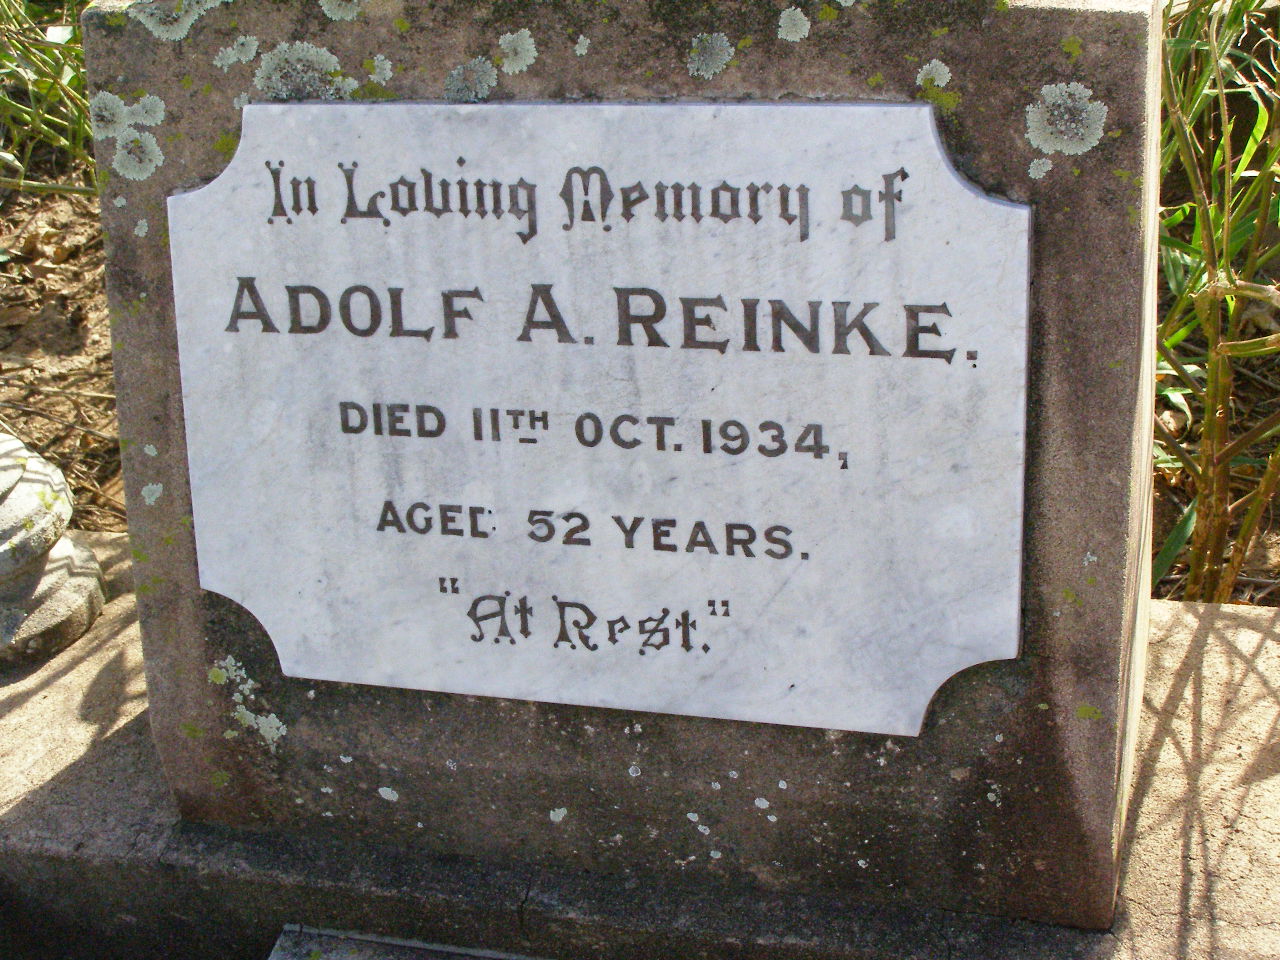 In Loving Memory of
ADOLF A. REINKE.
DIED 11TH OCT. 1934,
AGED 52 YEARS.
"At Rest."